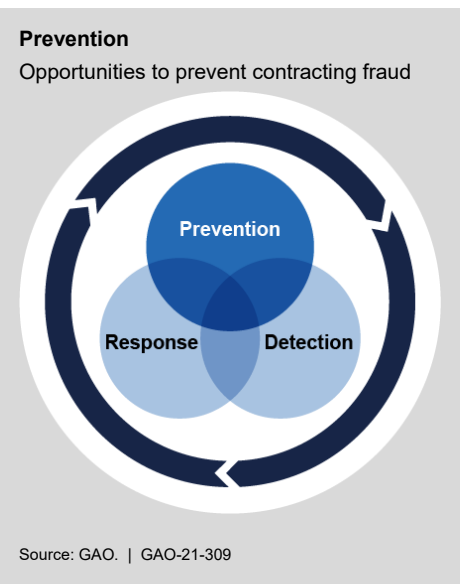 Prevention
Opportunities to prevent contracting fraud
Prevention
Response
Detection
Source: GAO. | GAO-21-309